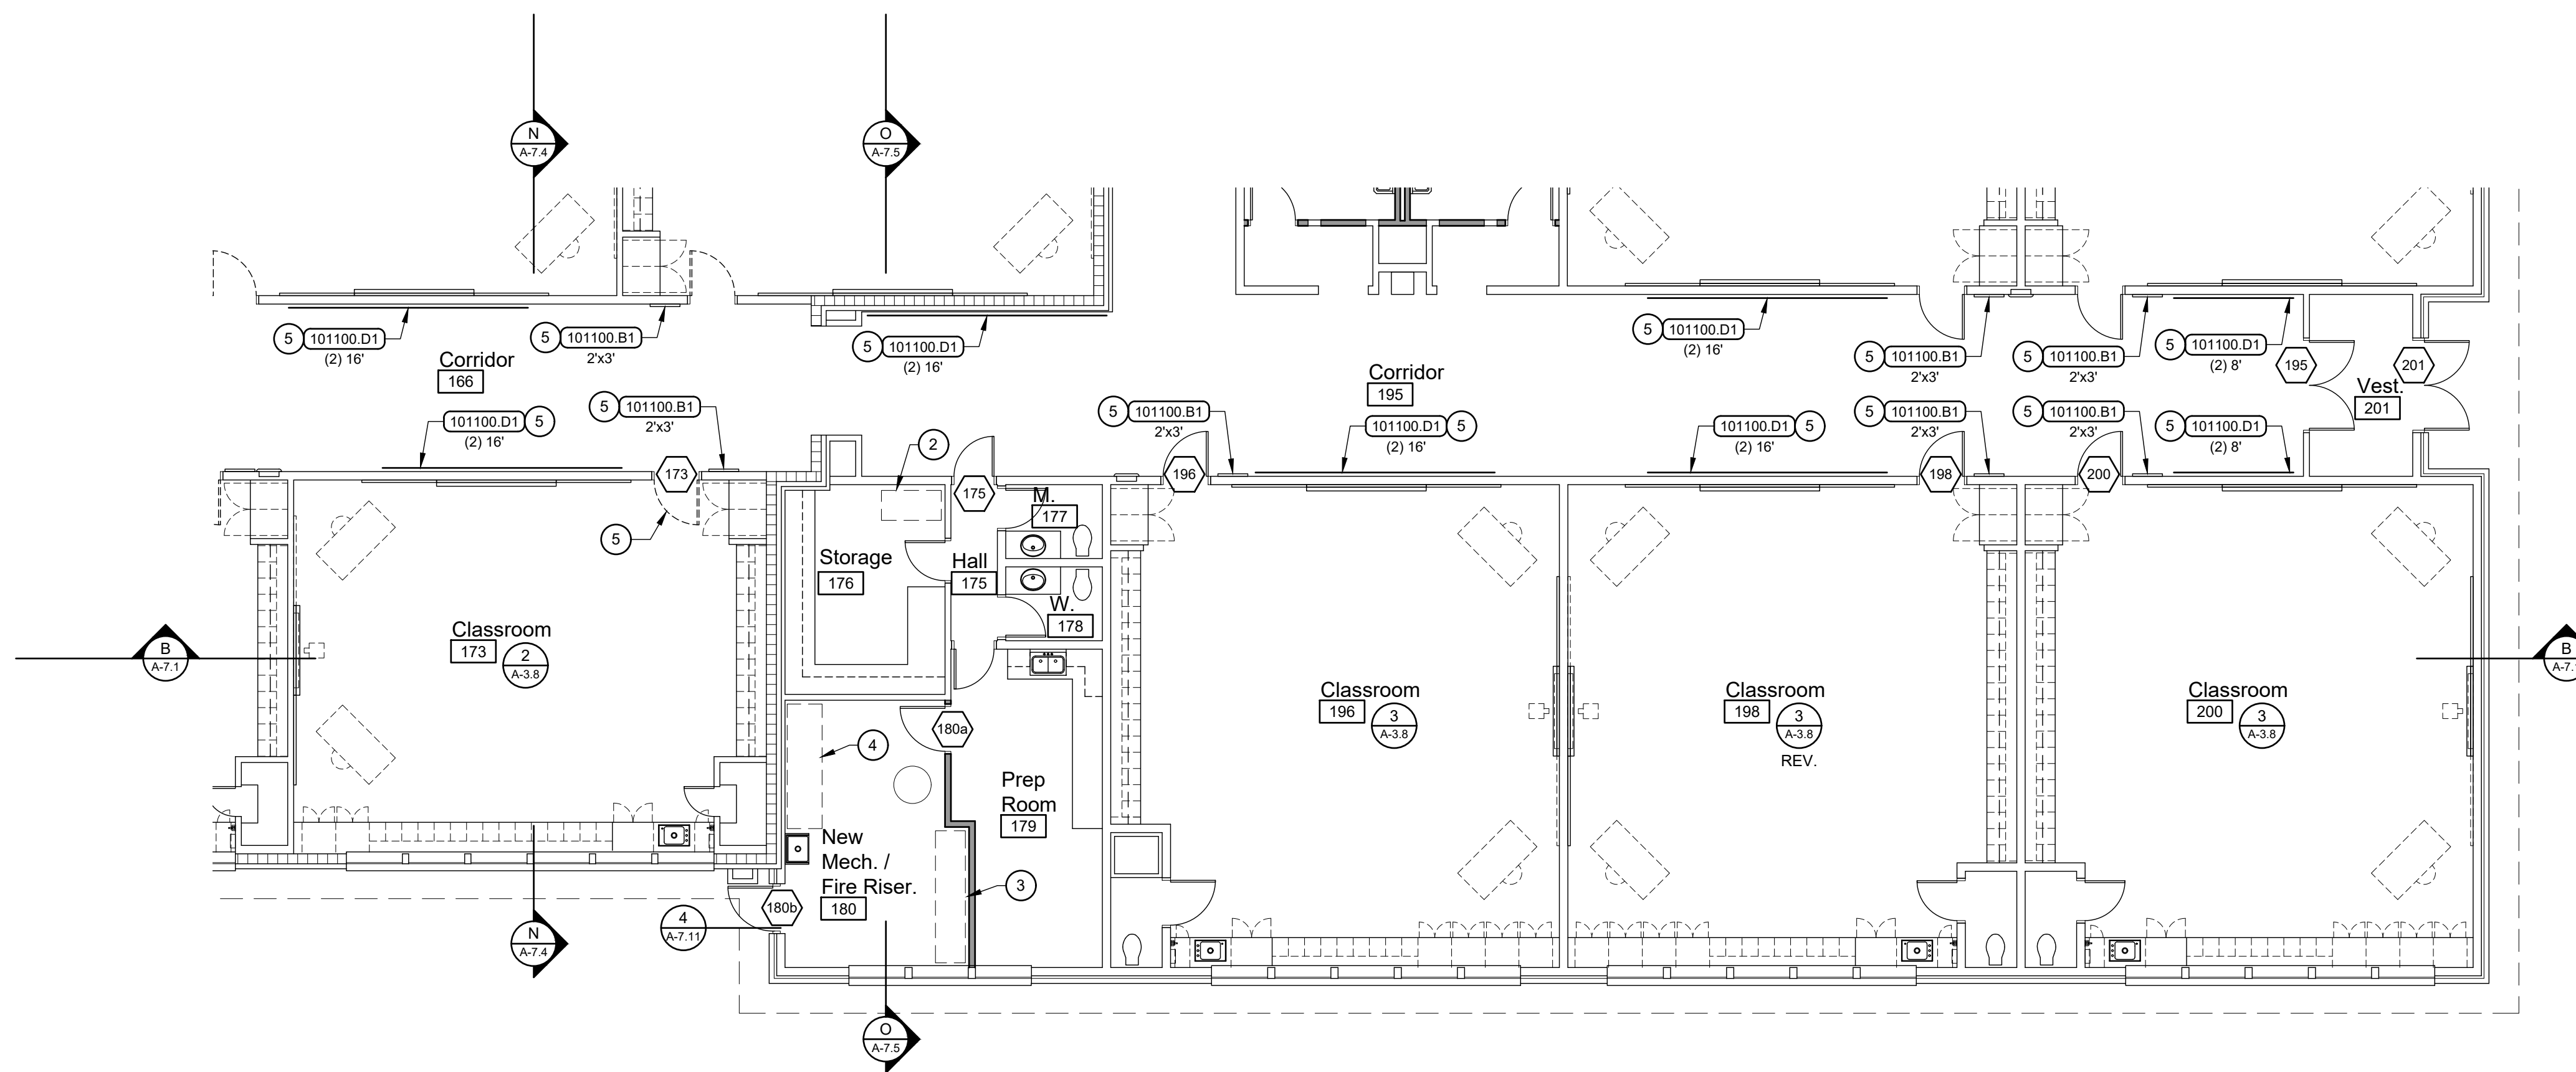 N
A-7.4
O
A-7.5
5 101100.D1
(2) 16'
5 101100.B1
2'x3'
5 101100.D1
(2) 16'
5 101100.D1
(2) 16'
5 101100.B1
2'x3'
5 101100.B1
2'x3'
5 101100.D1
(2) 8'
195
201
Corridor
166
Corridor
195
Vest.
201
101100.D1 5
(2) 16'
5 101100.B1
2'x3'
5 101100.B1
2'x3'
101100.D1 5
(2) 16'
101100.D1 5
(2) 16'
5 101100.B1
2'x3'
5 101100.B1
2'x3'
5 101100.D1
(2) 8'
2
173
175
196
198
200
M.
177
5
Storage
176
Hall
175
W.
178
B
A-7.1
Classroom
173
2
A-3.8
B
A-7.
Classroom
196
3
A-3.8
Classroom
198
3
A-3.8
REV.
Classroom
200
3
A-3.8
180a
4
Prep
Room
179
New
Mech. /
Fire Riser.
180
3
180b
4
A-7.11
N
A-7.4
O
A-7.5